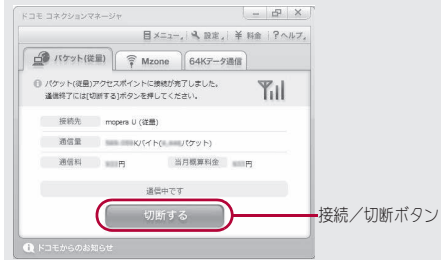 ドコモ コネクションマネージャ
メニュー 設定 ¥ 料金 ? ヘルプ
パケット(従量) Mzone 64Kデータ通信
パケット(従量)アクセスポイントに接続が完了しました。
通信終了には[切断する]ボタンを押してください。
接続先 mopera U (従量)
通信量 Kバイト( パケット)
通信料 円 当月概算料金 円
通信中です
切断する
接続/切断ボタン
ドコモからのお知らせ